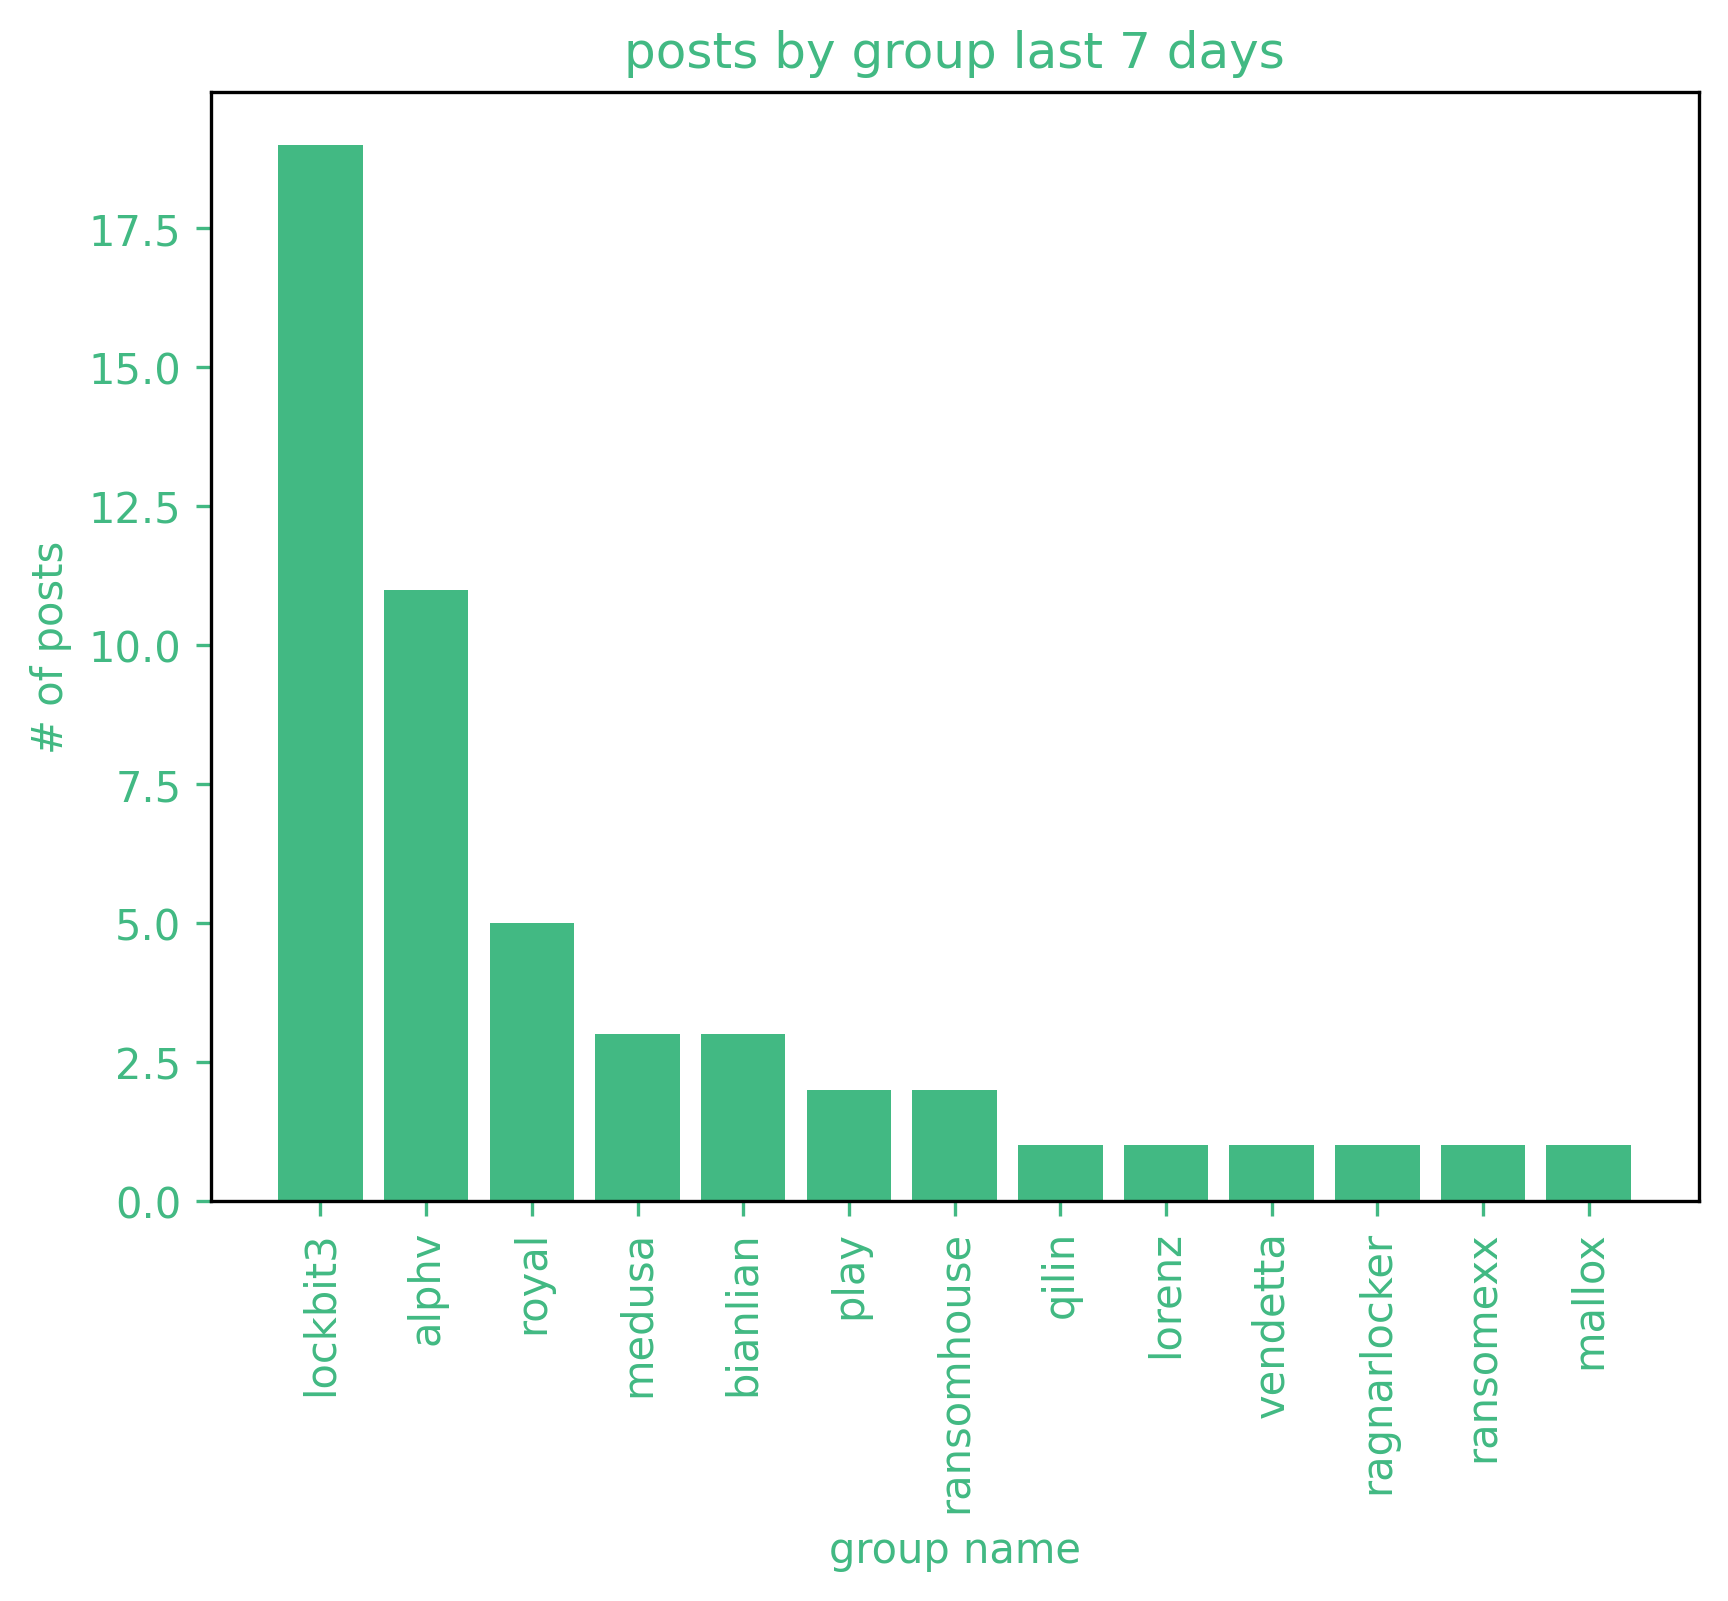 posts by group last 7 days
# of posts
17.5
15.0
12.5
10.0
7.5
5.0
2.5
0.0
lockbit3
alphv
royal
medusa
bianlian
play
ransomhouse
qilin
lorenz
vendetta
ragnarlocker
ransomexx
mallox
group name